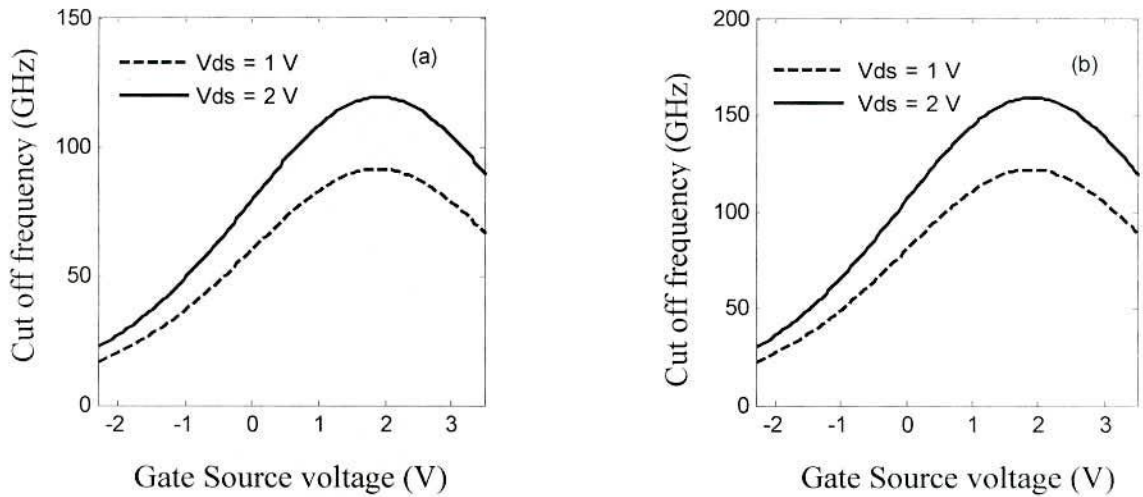 150
100
50
0
Cut off frequency (GHz)
(a)
Vds = 1 V
Vds = 2 V
-2 -1 0 1 2 3
Gate Source voltage (V)
200
150
100
50
0
Cut off frequency (GHz)
(b)
Vds = 1 V
Vds = 2 V
-2 -1 0 1 2 3
Gate Source voltage (V)